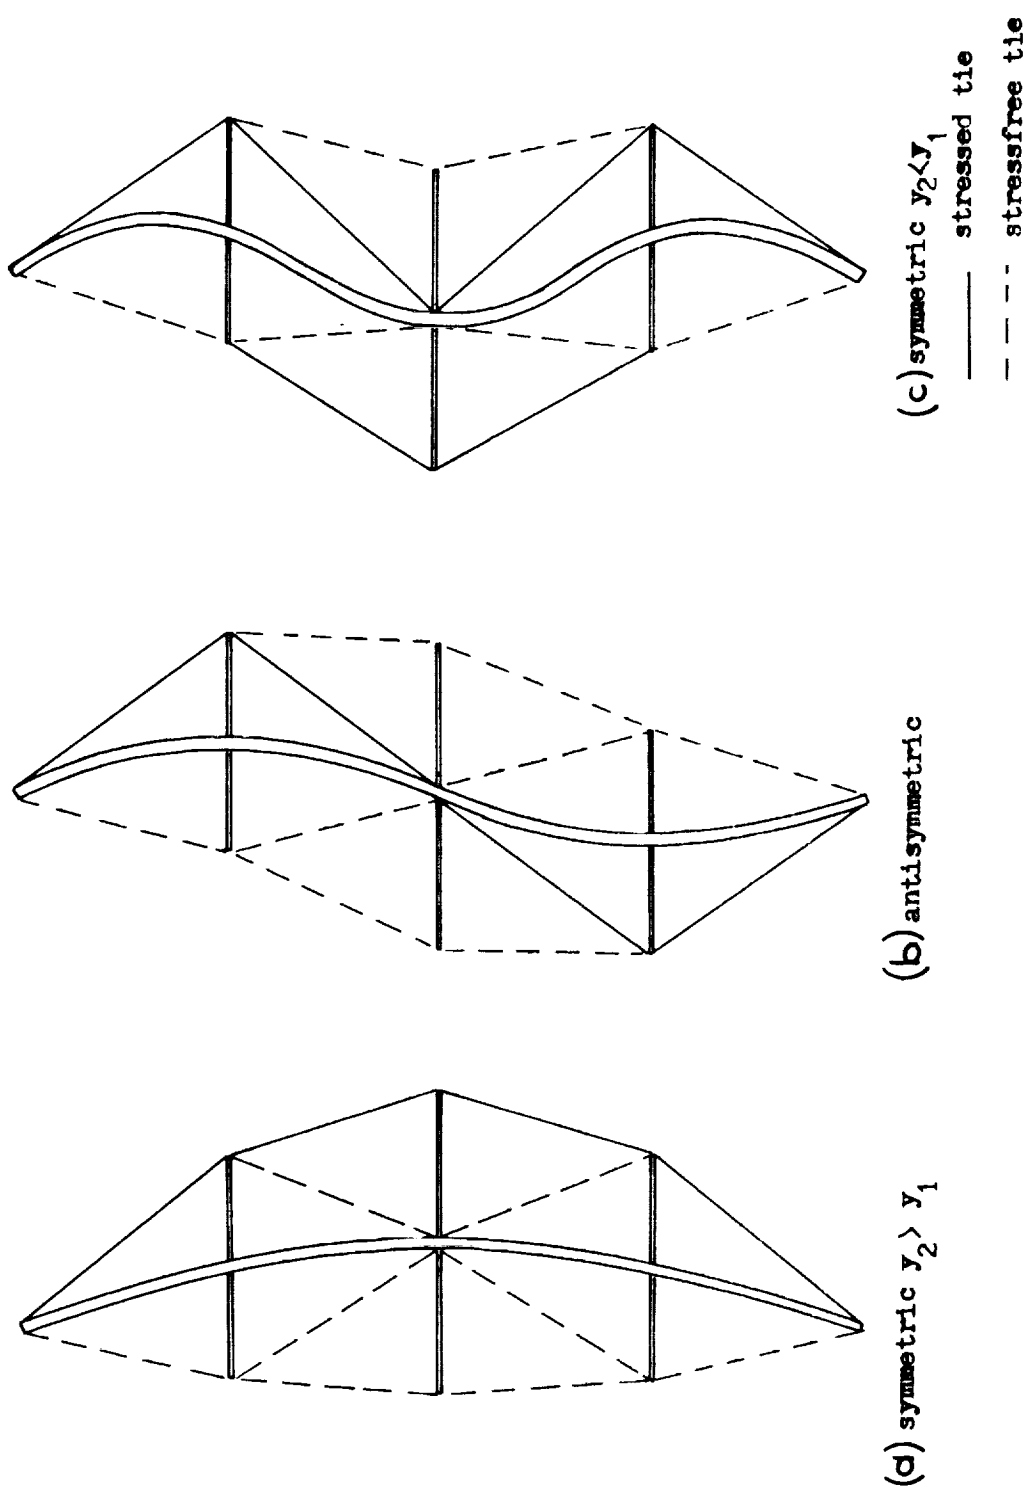 (a) symmetric y2> y1
(b) antisymmetric
(c) symmetric y2<y1
stressed tie
stressfree tie